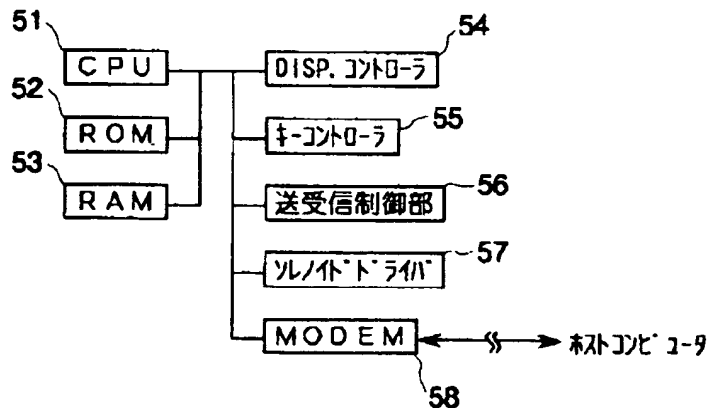 51
CPU
52
ROM
53
RAM
54
DISP.コントローラ
55
キーコントローラ
56
送受信制御部
57
ソレノイドドライバ
MODEM
58
ホストコンピュータ